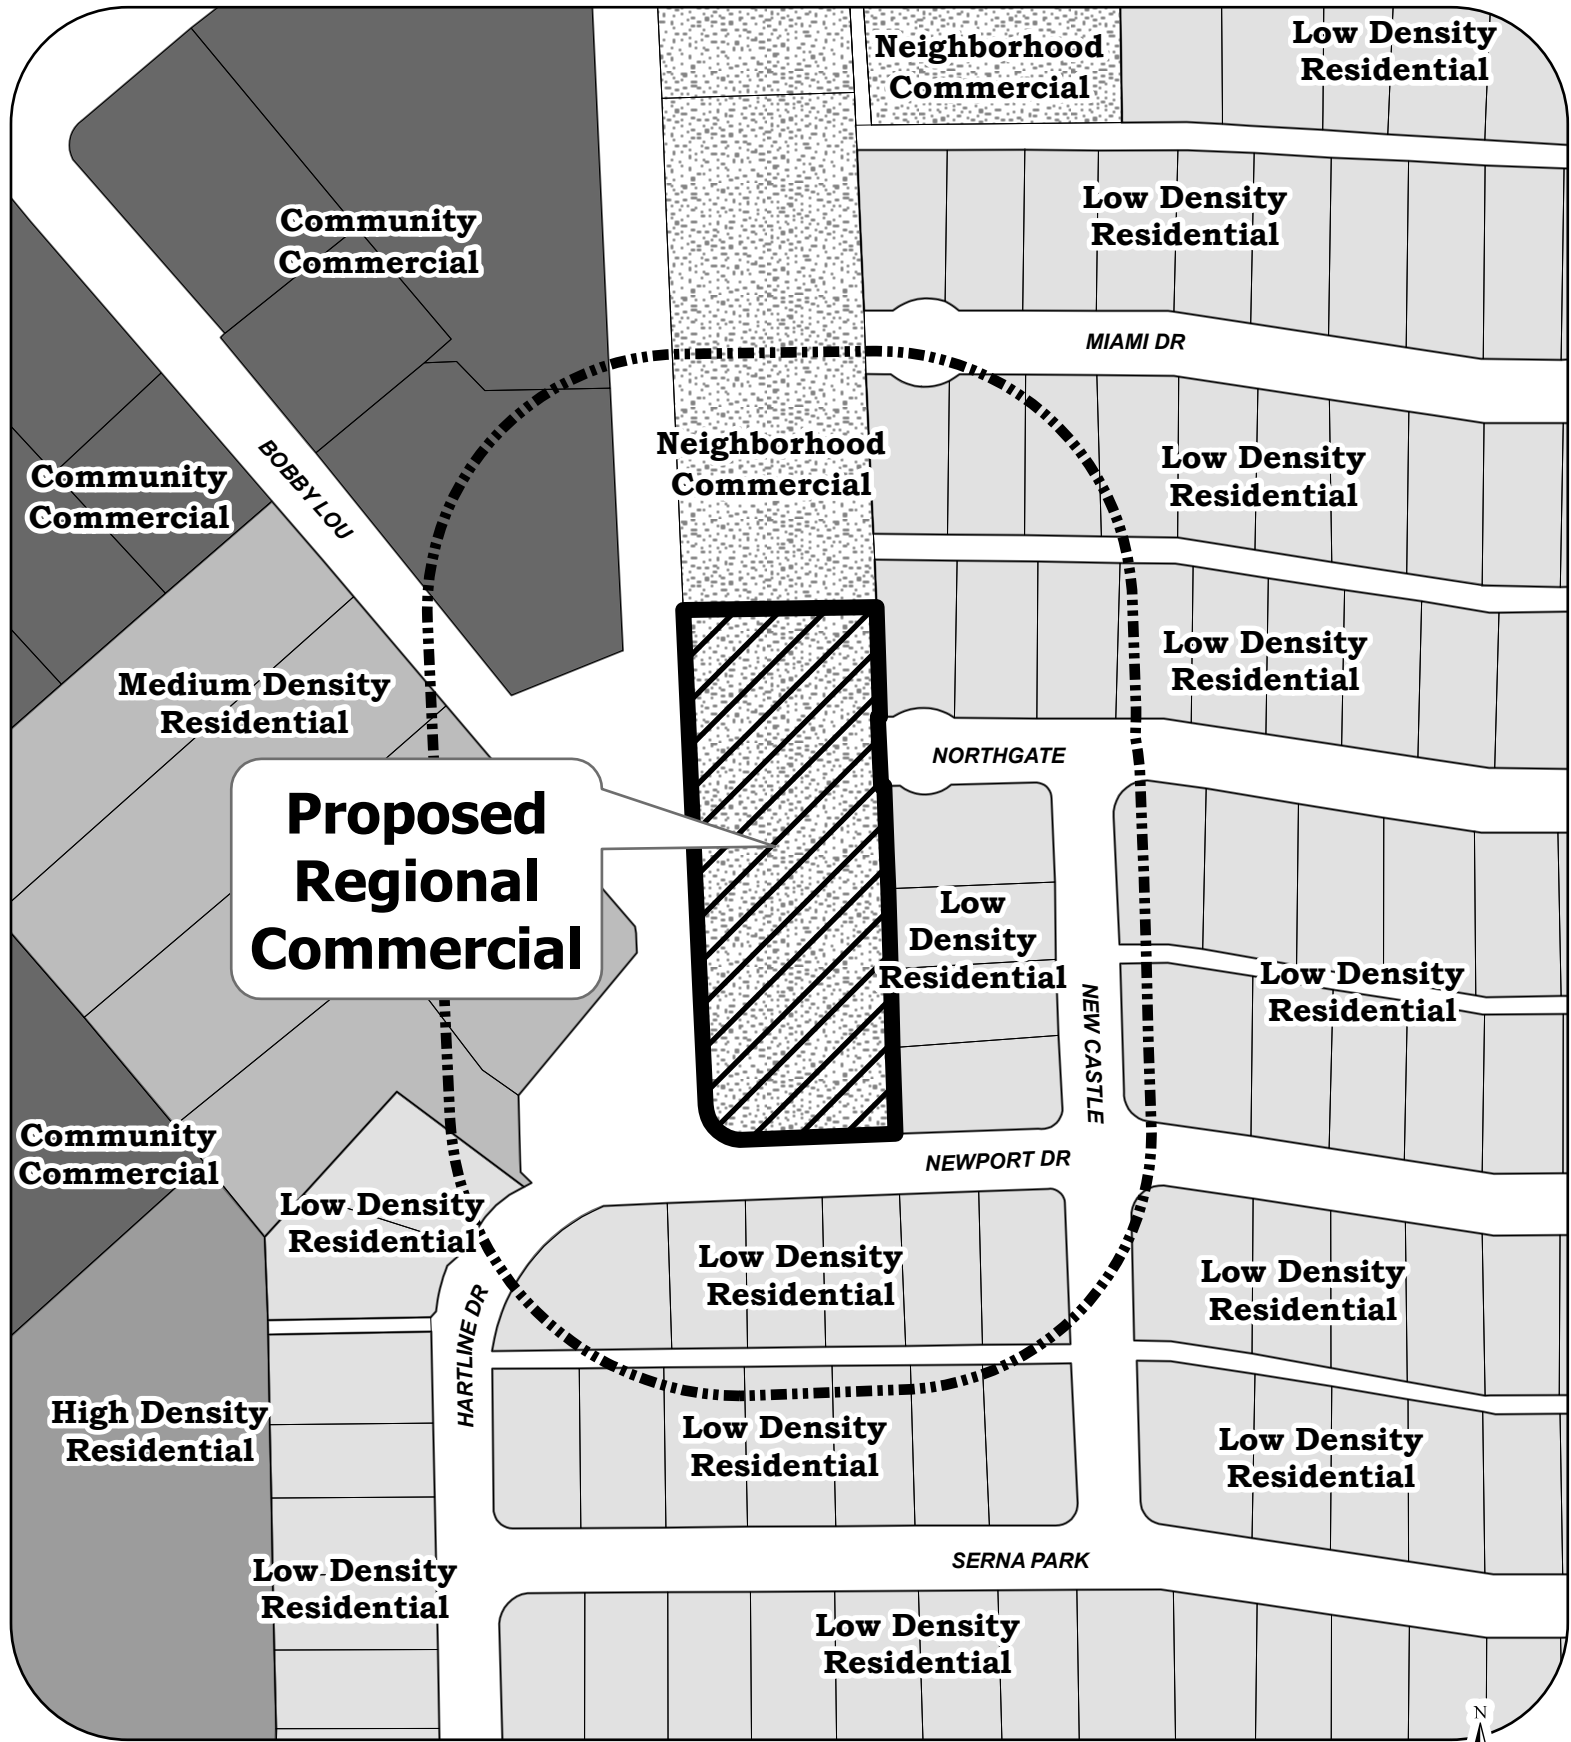 Neighborhood
Commercial
Low Density
Residential
Low Density
Residential
Community
Commercial
MIAMI DR
Neighborhood
Commercial
Low Density
Residential
Community
Commercial
BOBBY LOU
Low Density
Residential
Medium Density
Residential
NORTHGATE
Proposed
Regional
Commercial
Low
Density
Residential
Low Density
Residential
NEW CASTLE
Community
Commercial
NEWPORT DR
Low Density
Residential
Low Density
Residential
Low Density
Residential
HARTLINE DR
High Density
Residential
Low Density
Residential
Low Density
Residential
SERNA PARK
Low Density
Residential
Low Density
Residential
N